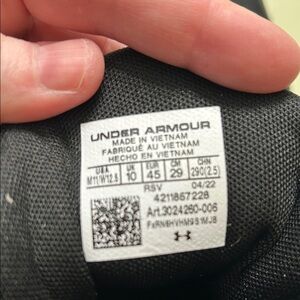 UNDER ARMOUR
MADE IN VIETNAM
FABRIQUÉ AU VIETNAM
HECHO EN VIETNAM
USA UK EUR CM CHN
M11/W12.5 10 45 29 290(2.5)
RSV 04/22
4211857228
Art.3024260-006